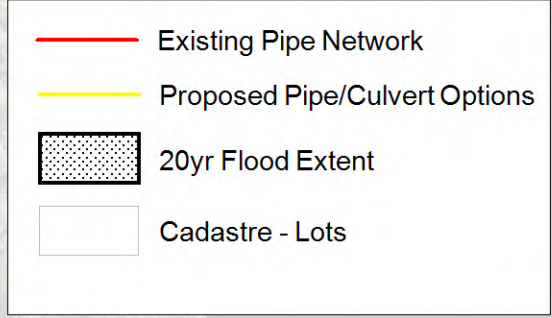 Existing Pipe Network
Proposed Pipe/Culvert Options
20yr Flood Extent
Cadastre - Lots